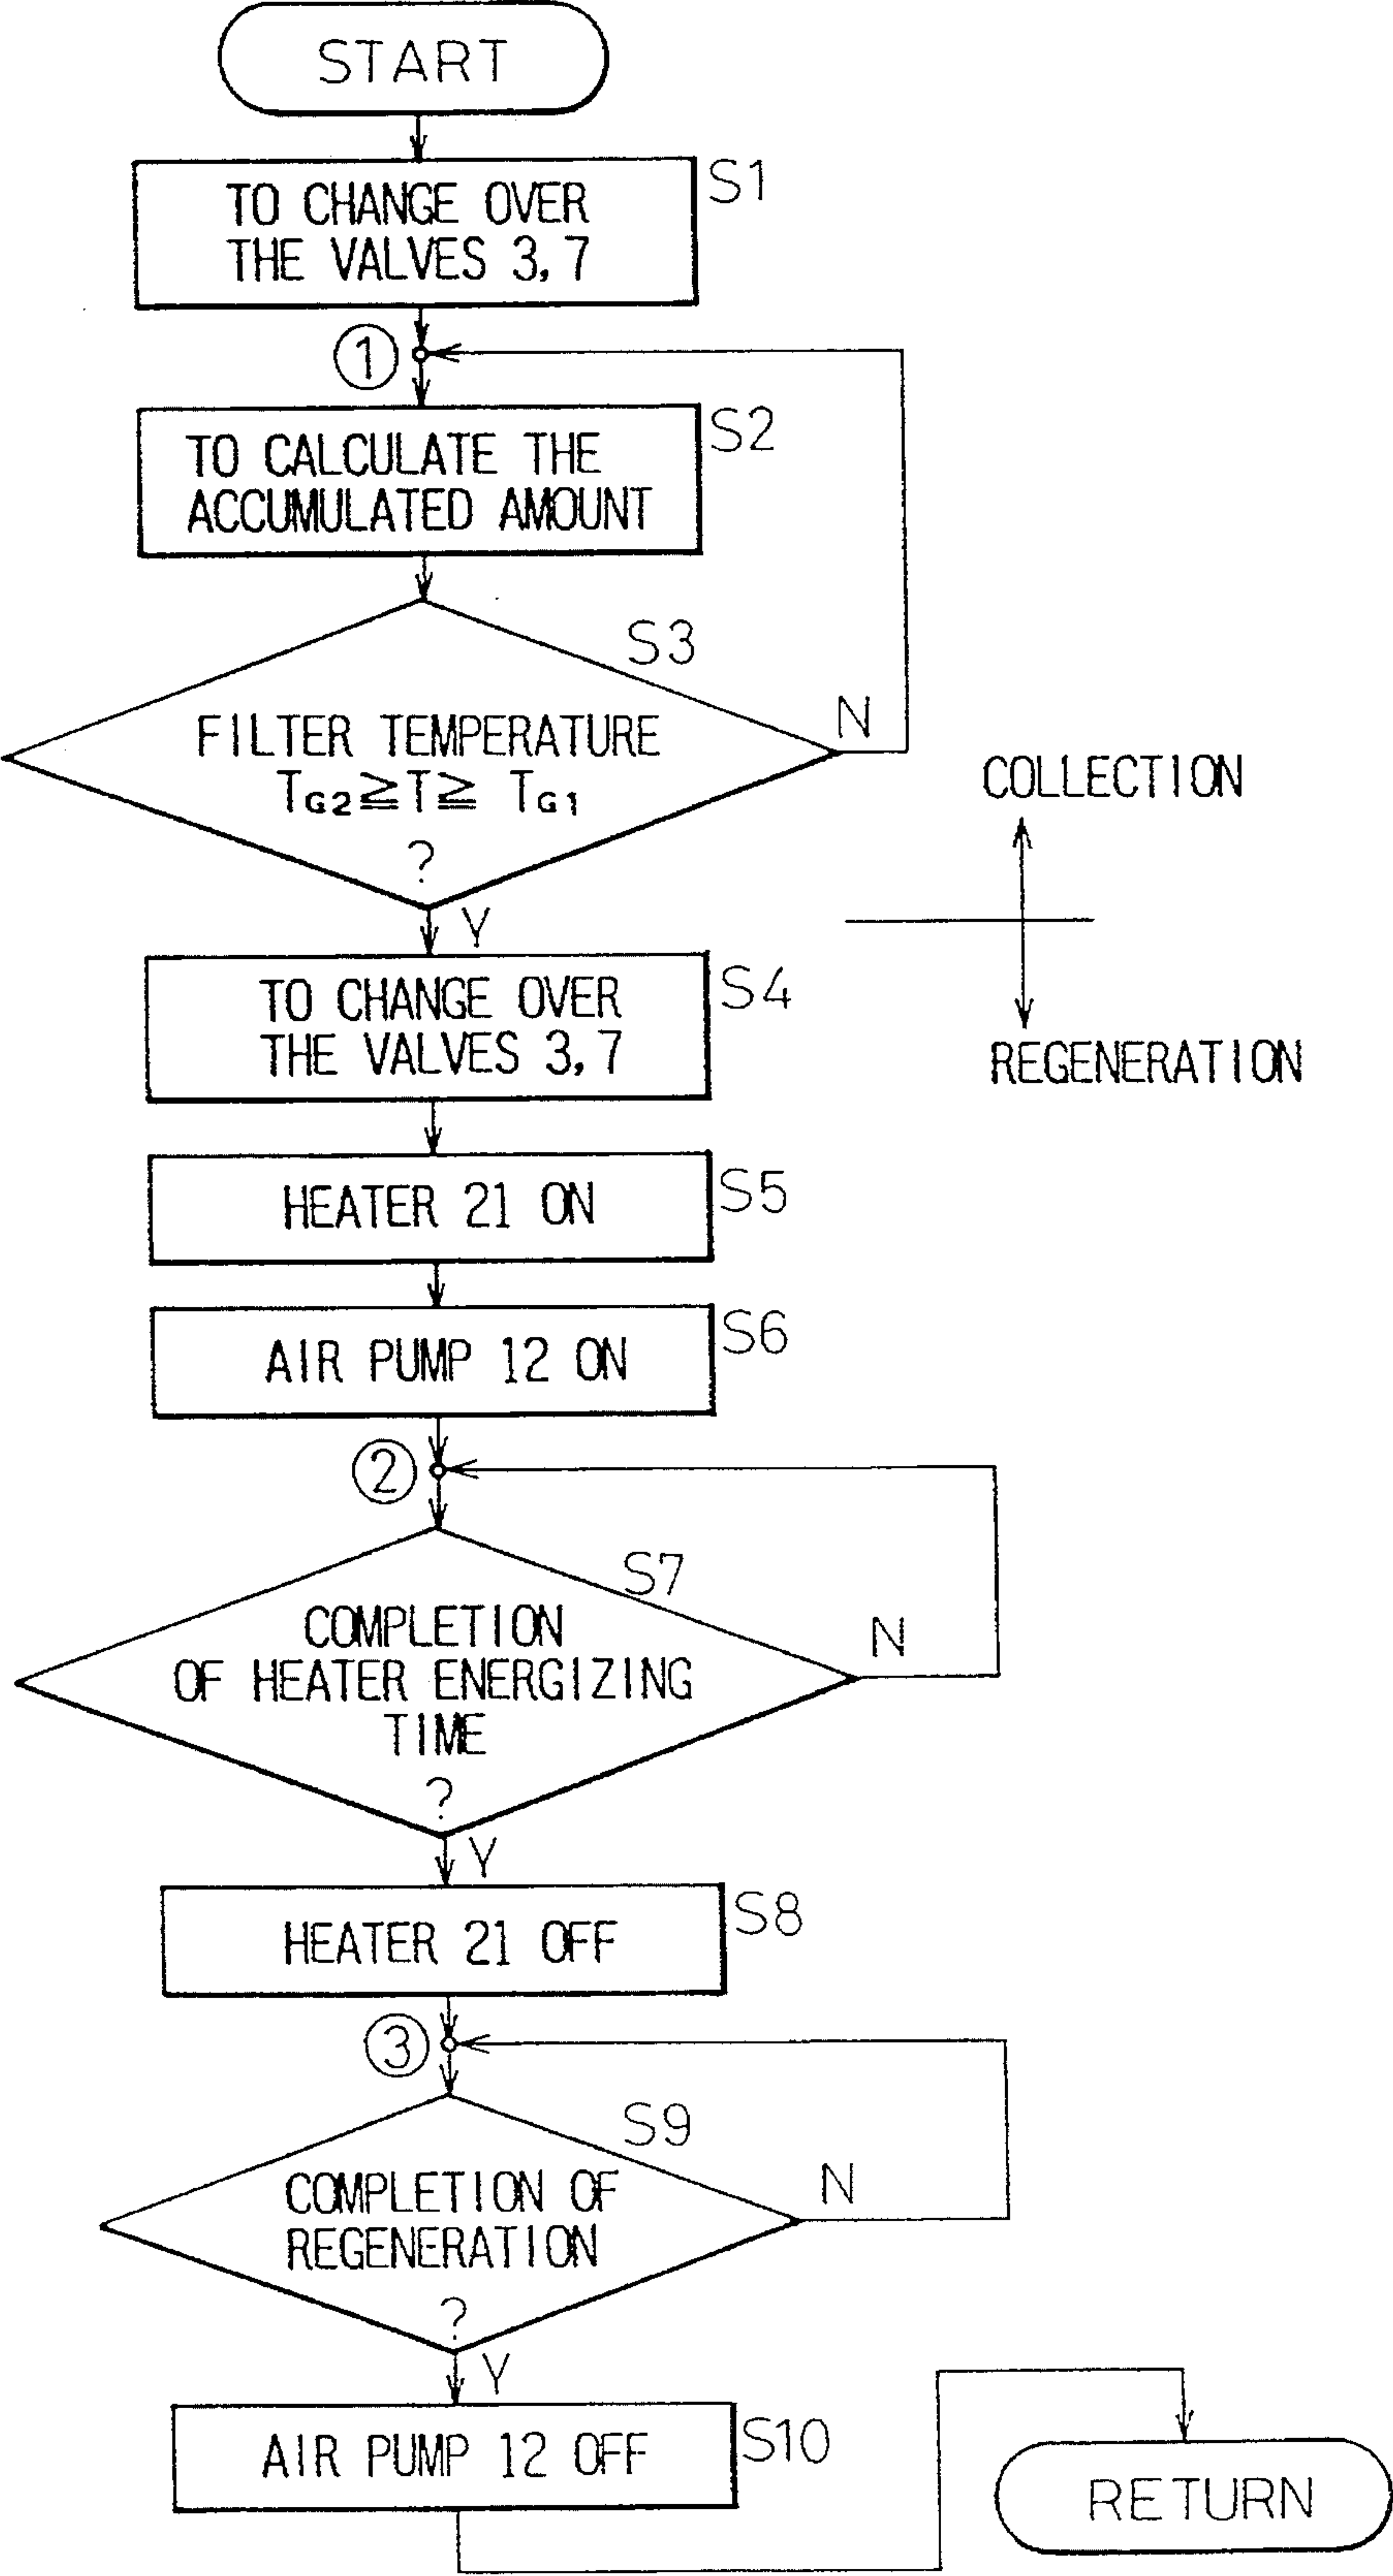 START
S1
TO CHANGE OVER
THE VALVES 3,7
①
S2
TO CALCULATE THE
ACCUMULATED AMOUNT
S3
N
FILTER TEMPERATURE
TG2≧T≧ TG1
?
COLLECTION
Y
S4
TO CHANGE OVER
THE VALVES 3,7
REGENERATION
S5
HEATER 21 ON
S6
AIR PUMP 12 ON
②
S7
COMPLETION
N
OF HEATER ENERGIZING
TIME
?
Y
S8
HEATER 21 OFF
③
S9
N
COMPLETION OF
REGENERATION
?
Y
S10
AIR PUMP 12 OFF
RETURN